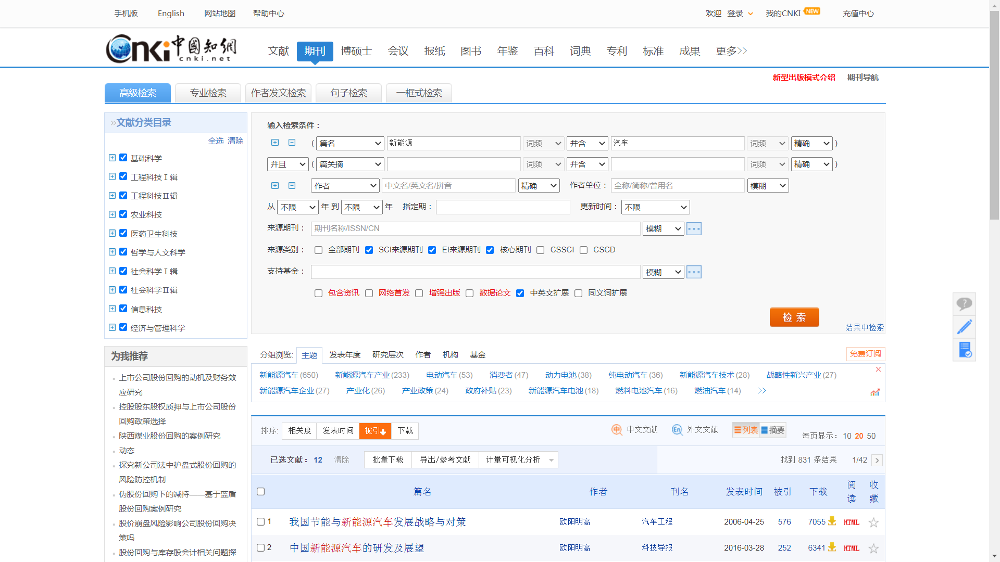 手机版 English 网站地图 帮助中心 欢迎 登录 我的CNKI NEW 充值中心
Cnki中國知網 cnki.net 文献 期刊 博硕士 会议 报纸 图书 年鉴 百科 词典 专利 标准 成果 更多>>
新型出版模式介绍 期刊导航
高级检索 专业检索 作者发文检索 句子检索 一框式检索
文献分类目录
全选 清除
基础科学
工程科技Ⅰ辑
工程科技Ⅱ辑
农业科技
医药卫生科技
哲学与人文科学
社会科学Ⅰ辑
社会科学Ⅱ辑
信息科技
经济与管理科学
输入检索条件：
( 篇名 新能源 词频 并含 汽车 词频 精确 )
并且 ( 篇关摘 词频 并含 词频 精确 )
作者 中文名/英文名/拼音 精确 作者单位： 全称/简称/曾用名 模糊
从 不限 年 到 不限 年 指定期： 更新时间： 不限
来源期刊： 期刊名称/ISSN/CN 模糊
来源类别： 全部期刊 SCI来源期刊 EI来源期刊 核心期刊 CSSCI CSCD
支持基金： 模糊
包含资讯 网络首发 增强出版 数据论文 中英文扩展 同义词扩展
检 索
结果中检索
为我推荐
上市公司股份回购的动机及财务效
应研究
控股股东股权质押与上市公司股份
回购政策选择
陕西煤业股份回购的案例研究
动态
探究新公司法中护盘式股份回购的
风险防控机制
伪股份回购下的减持——基于蓝盾
股份回购案例研究
股价崩盘风险影响公司股份回购决
策吗
股份回购与库存股会计相关问题探
分组浏览: 主题 发表年度 研究层次 作者 机构 基金 免费订阅
新能源汽车(650) 新能源汽车产业(233) 电动汽车(53) 消费者(47) 动力电池(38) 纯电动汽车(36) 新能源汽车技术(28) 战略性新兴产业(27)
新能源汽车企业(27) 产业化(26) 产业政策(24) 政府补贴(23) 新能源汽车电池(18) 燃料电池汽车(16) 燃油汽车(14) >>
排序: 相关度 发表时间 被引 下载 中 中文文献 En 外文文献 列表 摘要 每页显示： 10 20 50
已选文献： 12 清除 批量下载 导出/参考文献 计量可视化分析 找到 831 条结果 1/42
篇名 作者 刊名 发表时间 被引 下载 阅读 收藏
1 我国节能与新能源汽车发展战略与对策 欧阳明高 汽车工程 2006-04-25 576 7055 HTML
2 中国新能源汽车的研发及展望 欧阳明高 科技导报 2016-03-28 252 6341 HTML